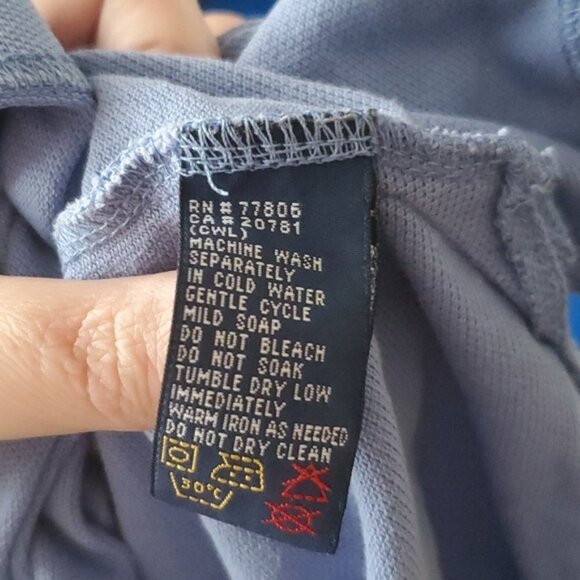 RN # 77806
CA # 20781
(CWL)
MACHINE WASH
SEPARATELY
IN COLD WATER
GENTLE CYCLE
MILD SOAP
DO NOT BLEACH
DO NOT SOAK
TUMBLE DRY LOW
IMMEDIATELY
WARM IRON AS NEEDED
DO NOT DRY CLEAN
30°C